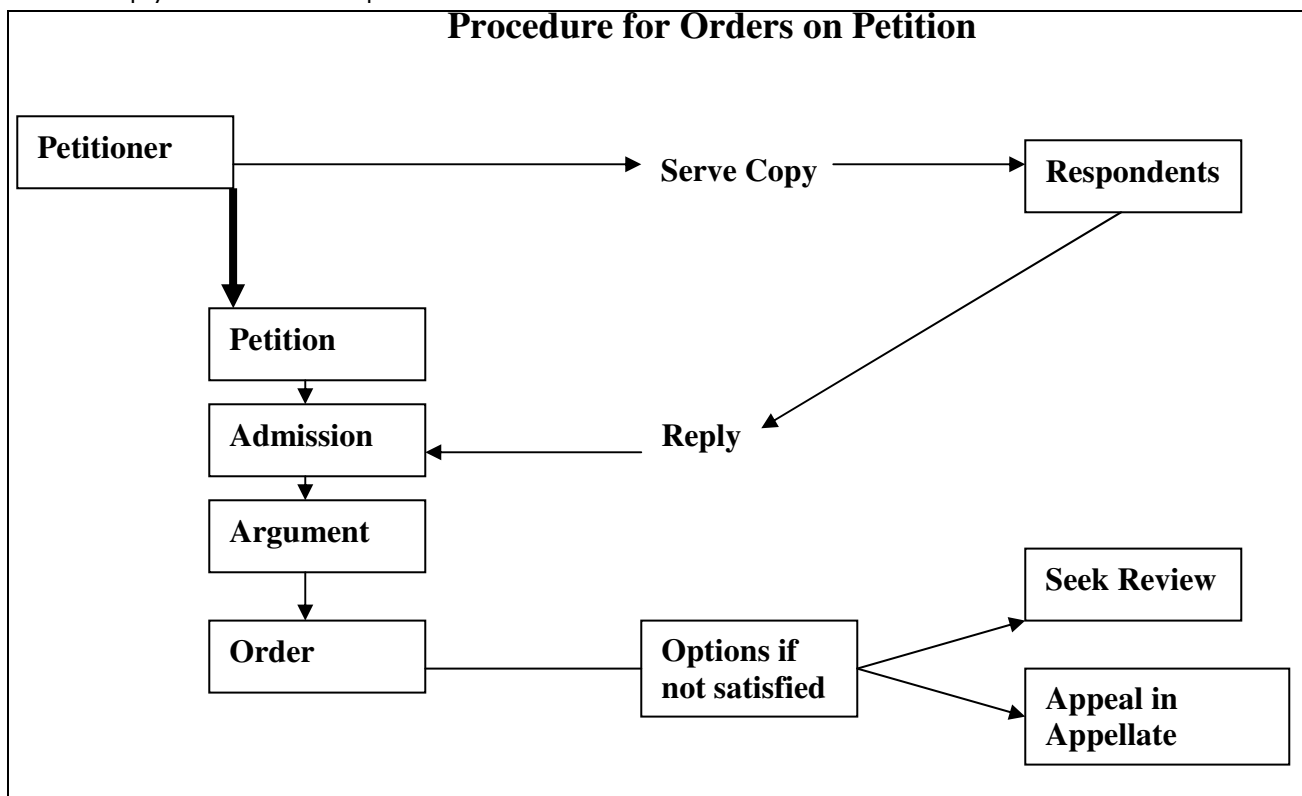 Procedure for Orders on Petition
Petitioner
Serve Copy
Respondents
Petition
Admission
Reply
Argument
Seek Review
Order
Options if
not satisfied
Appeal in
Appellate